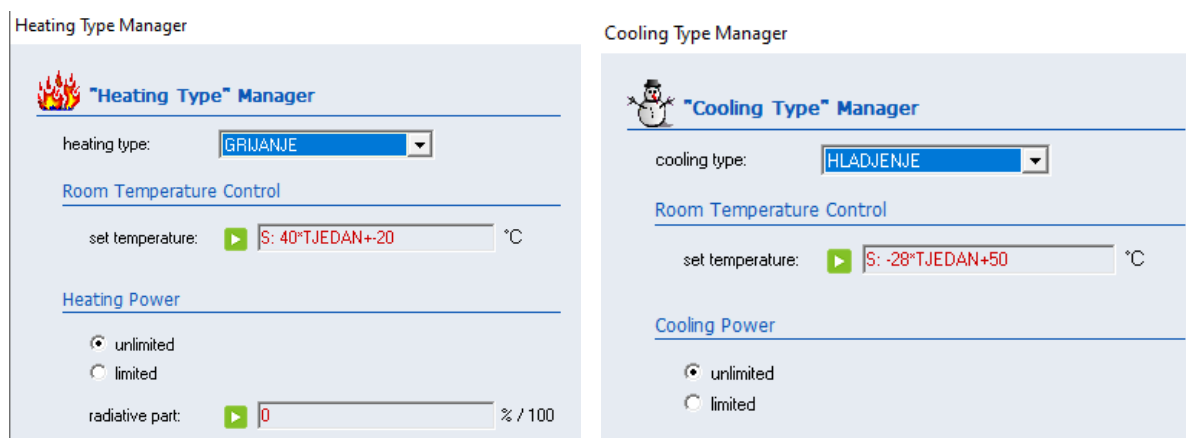 Heating Type Manager
"Heating Type" Manager
heating type: GRIJANJE
Room Temperature Control
set temperature: S: 40*TJEDAN+-20 °C
Heating Power
unlimited
limited
radiative part: 0 % / 100
Cooling Type Manager
"Cooling Type" Manager
cooling type: HLADJENJE
Room Temperature Control
set temperature: S: -28*TJEDAN+50 °C
Cooling Power
unlimited
limited